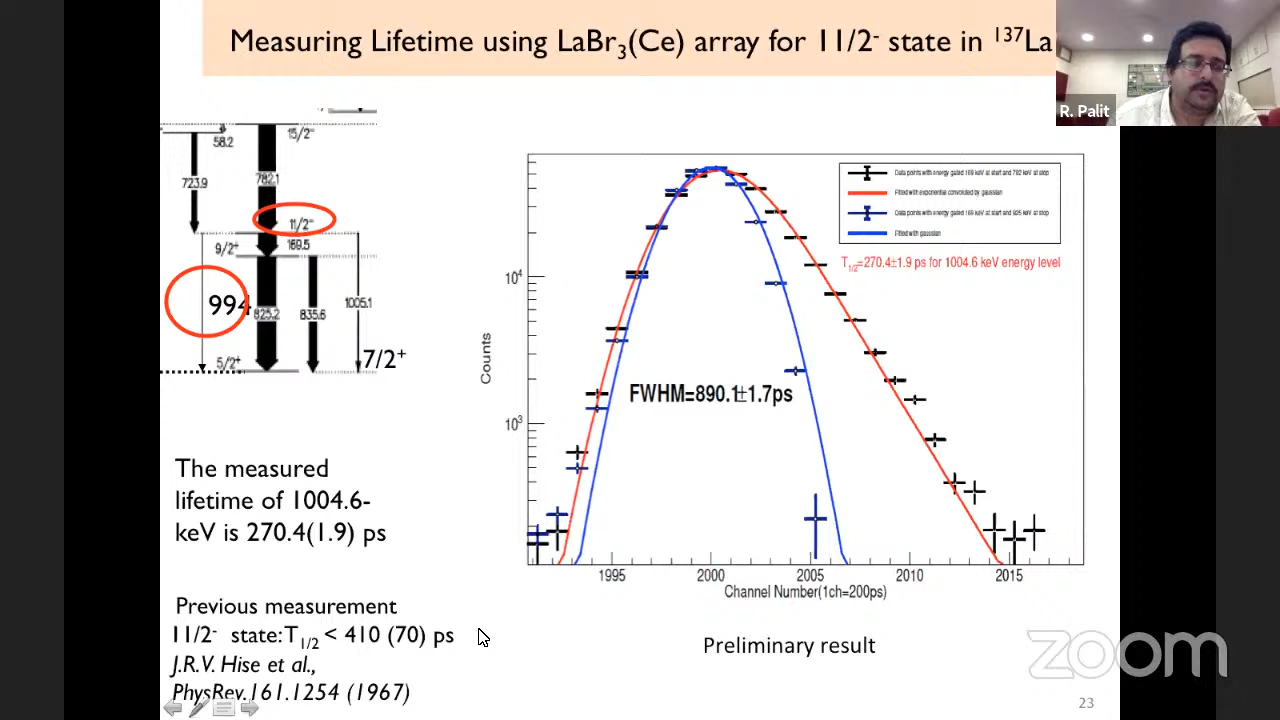 Measuring Lifetime using LaBr3(Ce) array for 11/2- state in 137La
R. Palit
58.2
15/2-
723.9
782.1
11/2-
9/2+
169.5
994
825.2
835.6
1005.1
5/2+
7/2+
Data points with energy gated 169 keV at start and 782 keV at stop
Fitted with exponential convoluted by gaussian
Data points with energy gated 169 keV at start and 825 keV at stop
Fitted with gaussian
T1/2=270.4±1.9 ps for 1004.6 keV energy level
10^4
10^3
Counts
FWHM=890.1±1.7ps
1995
2000
2005
2010
2015
Channel Number(1ch=200ps)
The measured
lifetime of 1004.6-
keV is 270.4(1.9) ps
Previous measurement
11/2- state: T1/2 < 410 (70) ps
J.R.V. Hise et al.,
PhysRev.161.1254 (1967)
Preliminary result
zoom
23